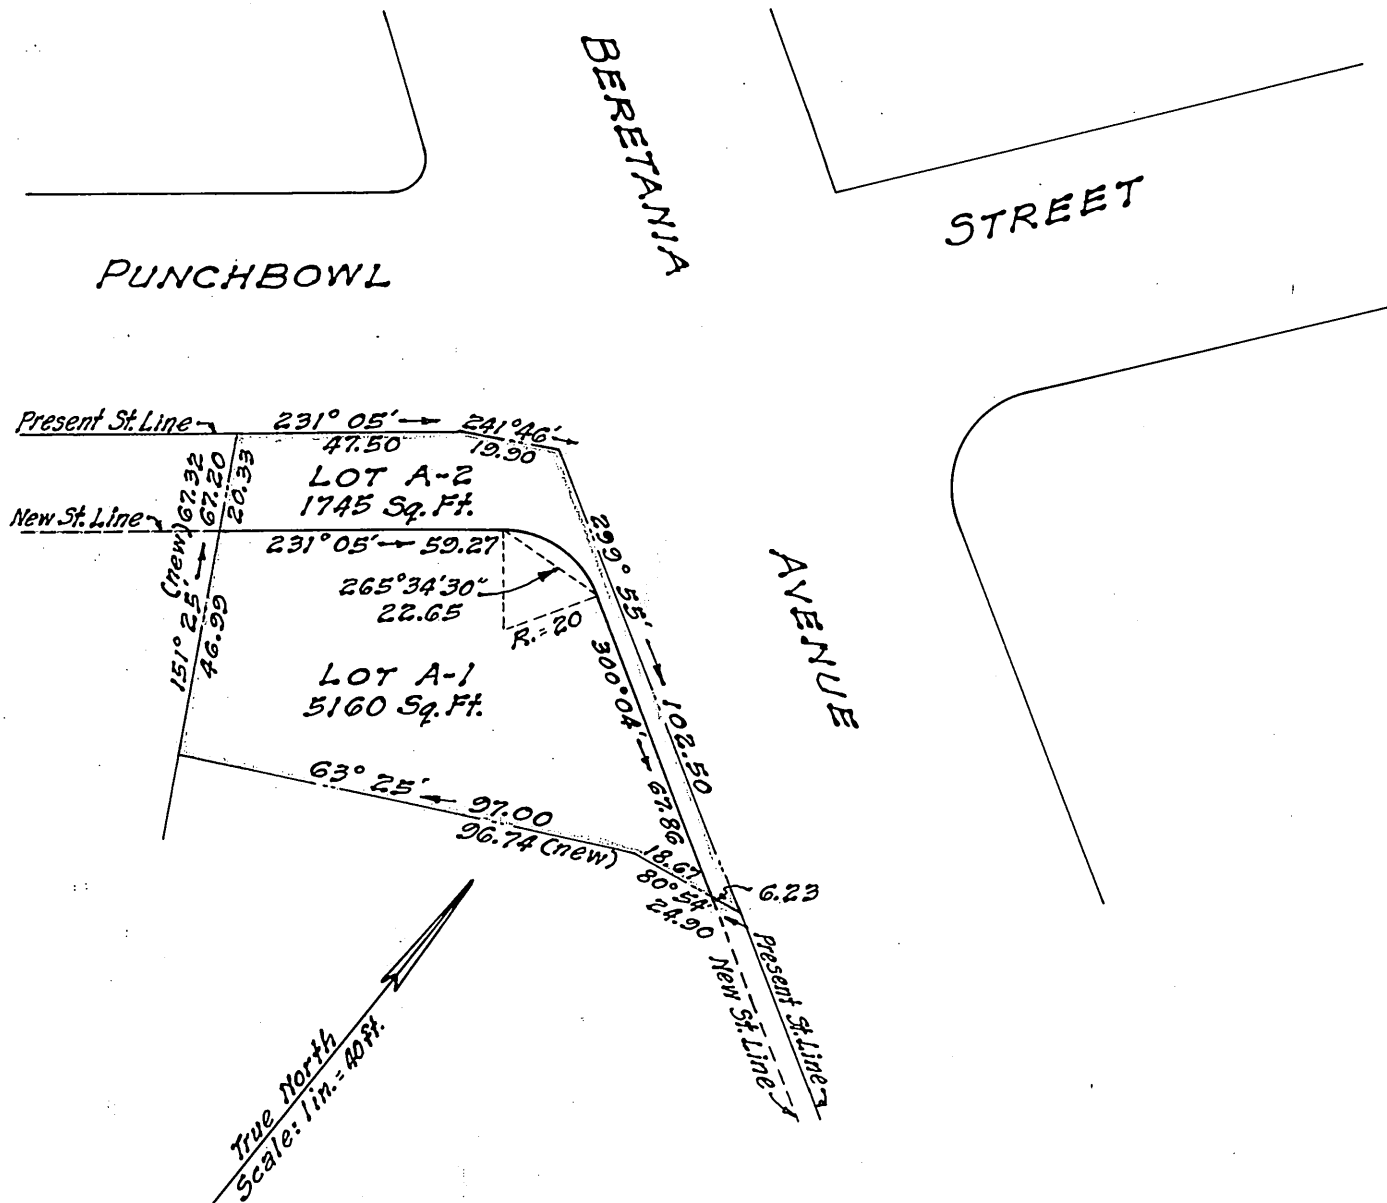 BERETANIA
STREET
PUNCHBOWL
AVENUE
Present St. Line
231° 05'
47.50
241°46'
19.90
LOT A-2
1745 Sq. Ft.
(new) 67.32
67.20
20.33
New St. Line
231°05' 59.27
265°34'30"
22.65
R.=20
299° 55' 102.50
151° 25'
46.99
LOT A-1
5160 Sq. Ft.
300°04' 67.86
63° 25' 97.00
96.74 (new)
18.67
80°54'
24.90
6.23
New St. Line
Present St. Line
True North
Scale: 1 in. = 40 ft.